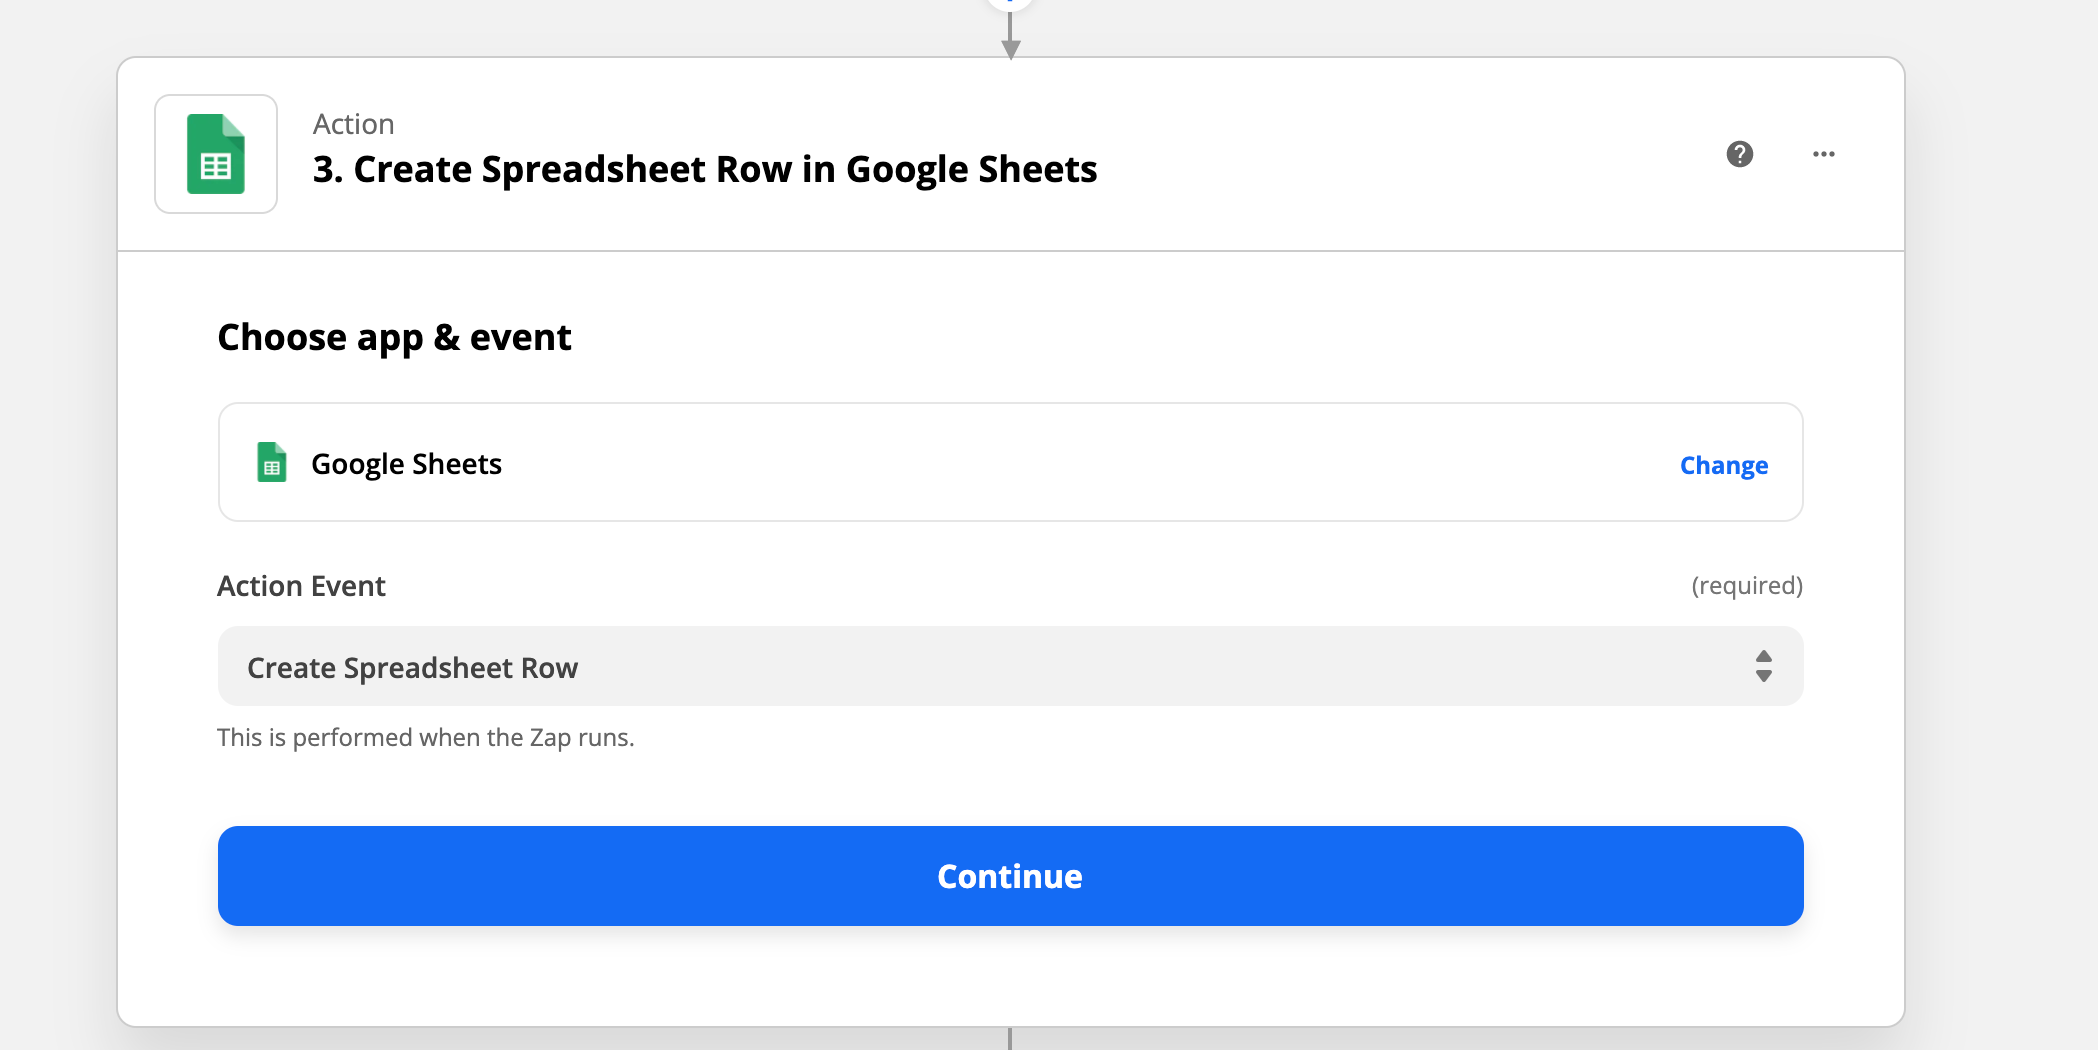 Action
3. Create Spreadsheet Row in Google Sheets
Choose app & event
Google Sheets
Change
Action Event
(required)
Create Spreadsheet Row
This is performed when the Zap runs.
Continue